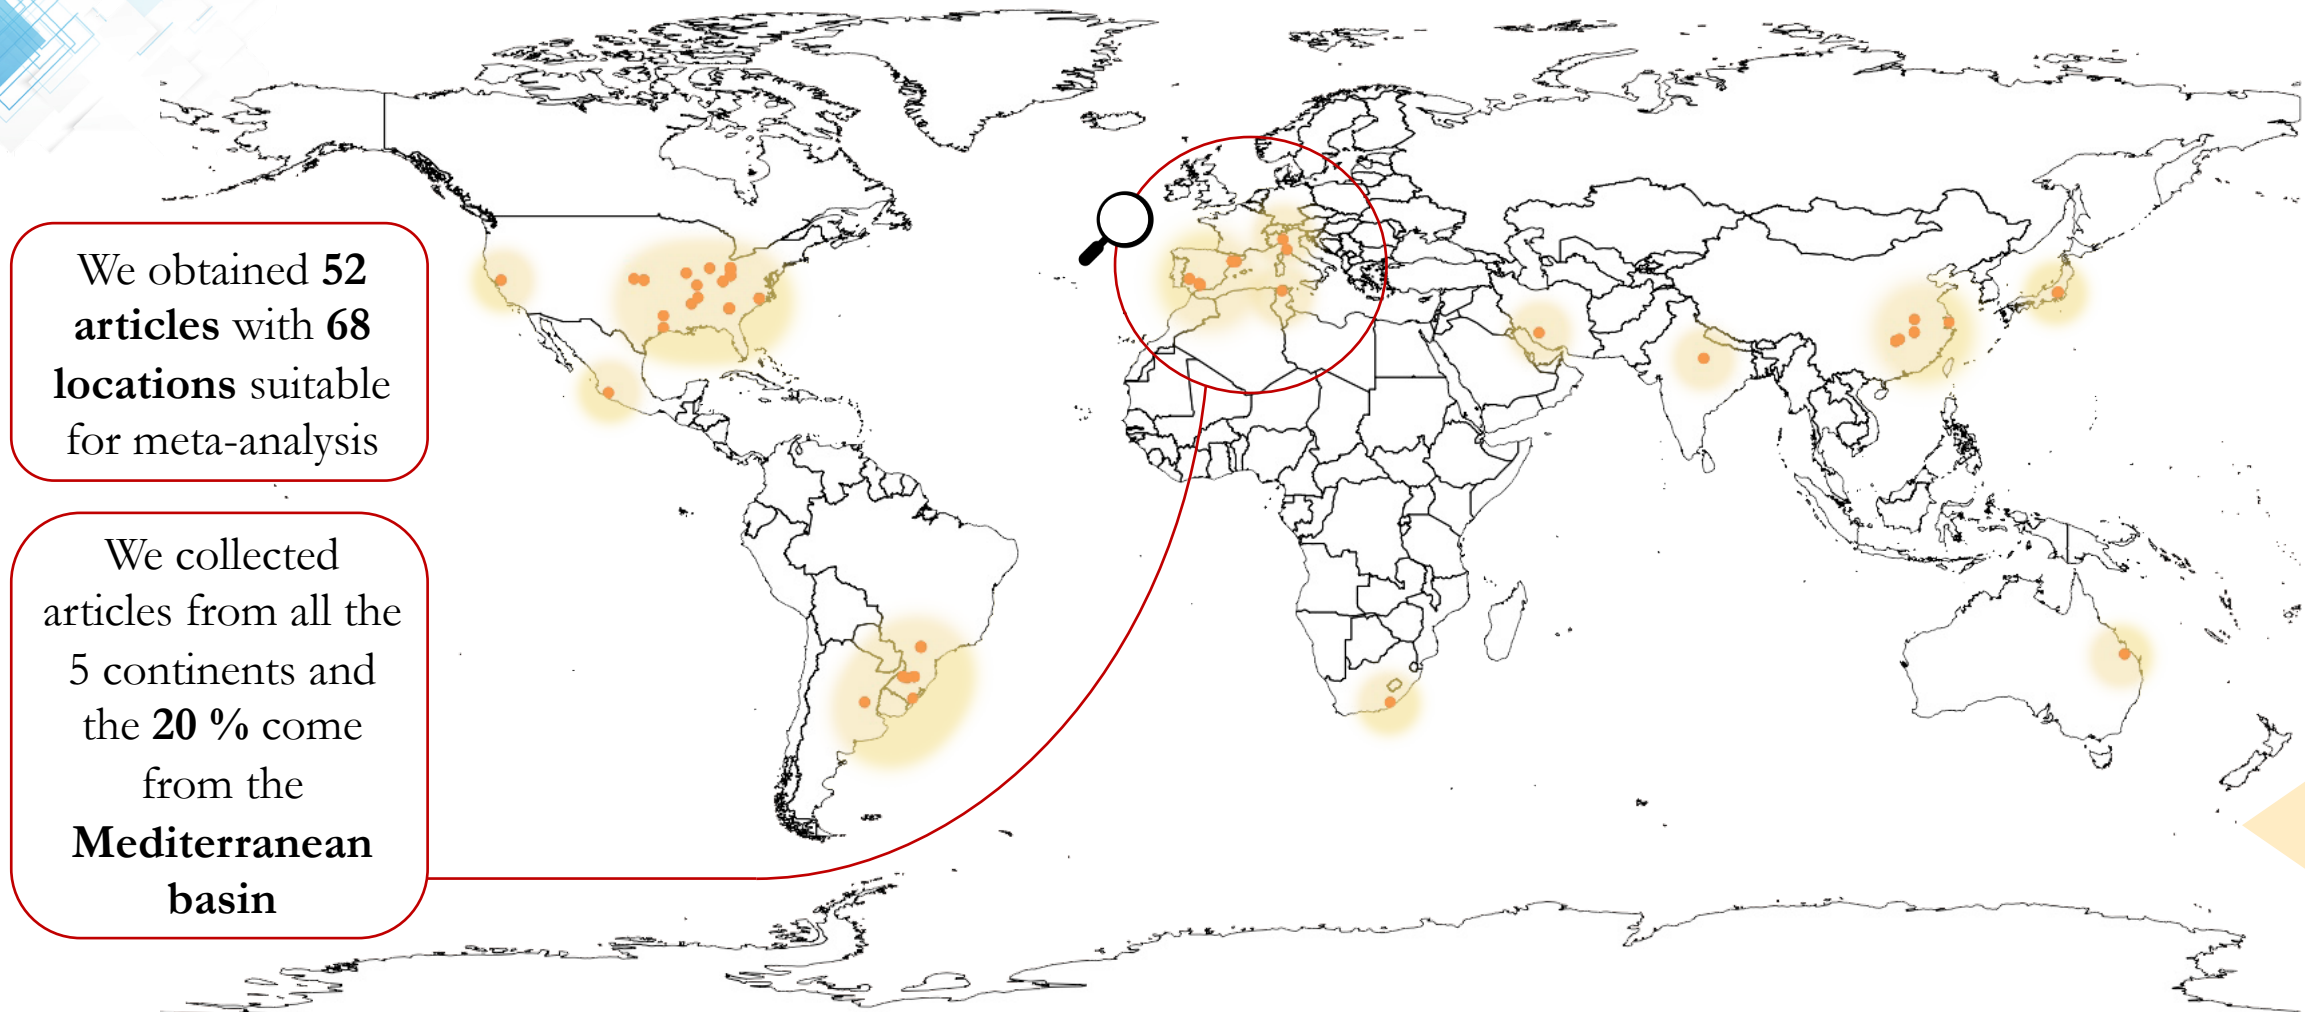 We obtained 52
articles with 68
locations suitable
for meta-analysis
We collected
articles from all the
5 continents and
the 20 % come
from the
Mediterranean
basin